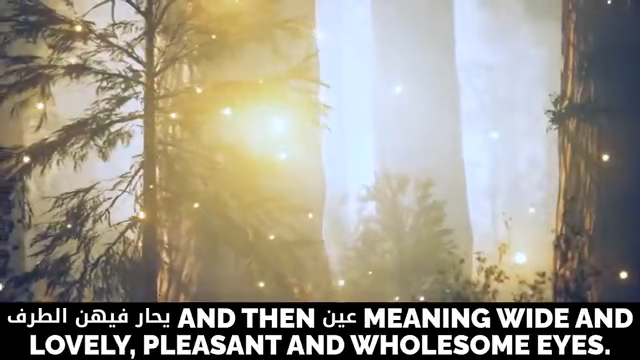 يحار فيهن الطرف AND THEN عين MEANING WIDE AND
LOVELY, PLEASANT AND WHOLESOME EYES.